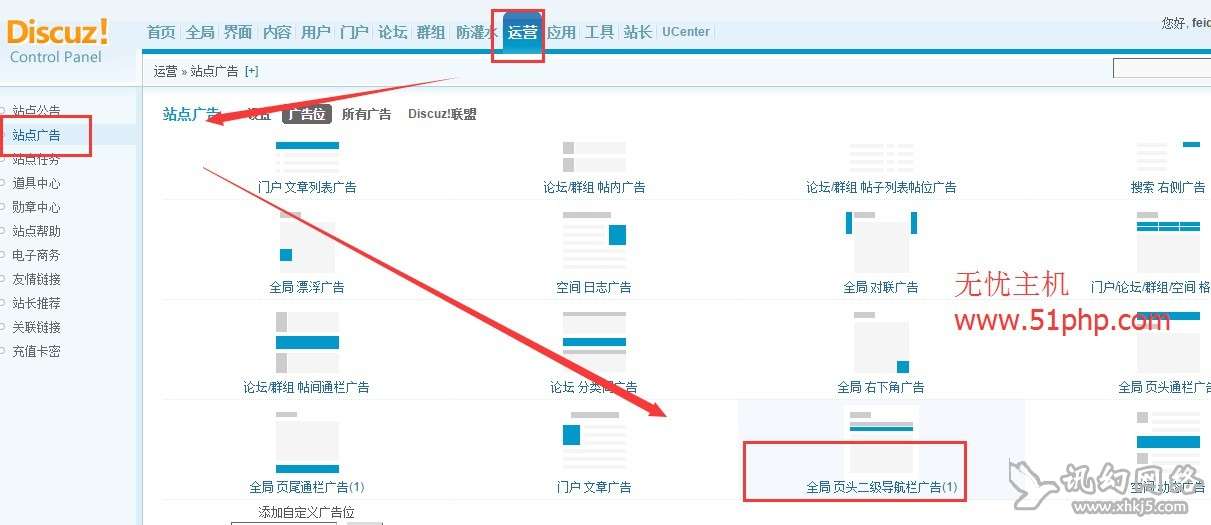 Discuz!
Control Panel
首页 全局 界面 内容 用户 门户 论坛 群组 防灌水 运营 应用 工具 站长 UCenter
您好, feid
运营 » 站点广告 [+]
站点公告
站点广告
站点任务
道具中心
勋章中心
站点帮助
电子商务
友情链接
站长推荐
关联链接
充值卡密
站点广告 广告位 所有广告 Discuz!联盟
门户 文章列表广告 论坛/群组 帖内广告 论坛/群组 帖子列表帖位广告 搜索 右侧广告
全局 漂浮广告 空间 日志广告 全局 对联广告 门户/论坛/群组/空间 格
无忧主机
www.51php.com
论坛/群组 帖间通栏广告 论坛 分类间广告 全局 右下角广告 全局 页头通栏广告
全局 页尾通栏广告(1) 门户 文章广告 全局 页头二级导航栏广告(1) 空间 动态广告
添加自定义广告位
讯幻网络
www.xhkj5.com